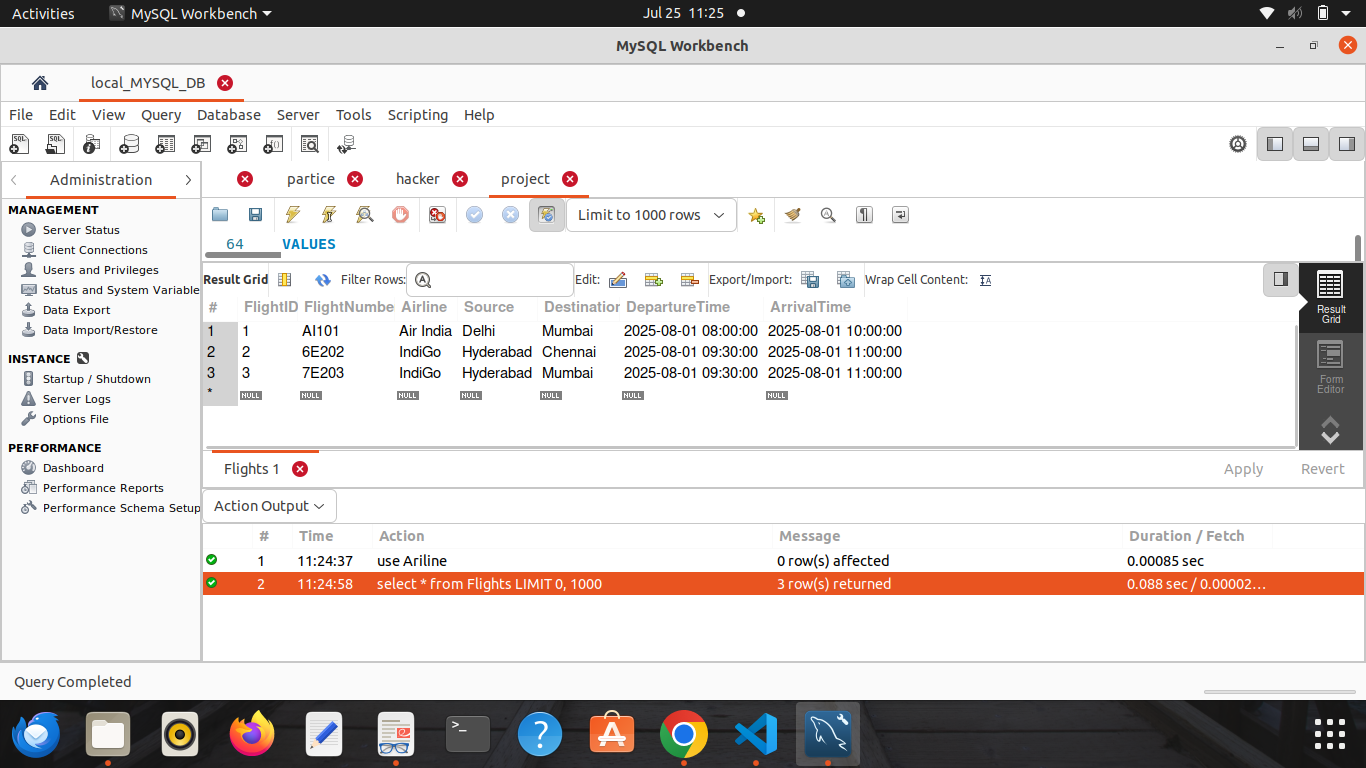 Activities MySQL Workbench Jul 25 11:25
MySQL Workbench
local_MYSQL_DB
File Edit View Query Database Server Tools Scripting Help
Administration
partice hacker project
MANAGEMENT
Server Status
Client Connections
Users and Privileges
Status and System Variable
Data Export
Data Import/Restore
INSTANCE
Startup / Shutdown
Server Logs
Options File
PERFORMANCE
Dashboard
Performance Reports
Performance Schema Setup
Limit to 1000 rows
64 VALUES
Result Grid Filter Rows: Edit: Export/Import: Wrap Cell Content:
# FlightID FlightNumbe Airline Source Destination DepartureTime ArrivalTime
1 1 AI101 Air India Delhi Mumbai 2025-08-01 08:00:00 2025-08-01 10:00:00
2 2 6E202 IndiGo Hyderabad Chennai 2025-08-01 09:30:00 2025-08-01 11:00:00
3 3 7E203 IndiGo Hyderabad Mumbai 2025-08-01 09:30:00 2025-08-01 11:00:00
* NULL NULL NULL NULL NULL NULL NULL
Result
Grid
Form
Editor
Flights 1 Apply Revert
Action Output
# Time Action Message Duration / Fetch
1 11:24:37 use Ariline 0 row(s) affected 0.00085 sec
2 11:24:58 select * from Flights LIMIT 0, 1000 3 row(s) returned 0.088 sec / 0.00002...
Query Completed